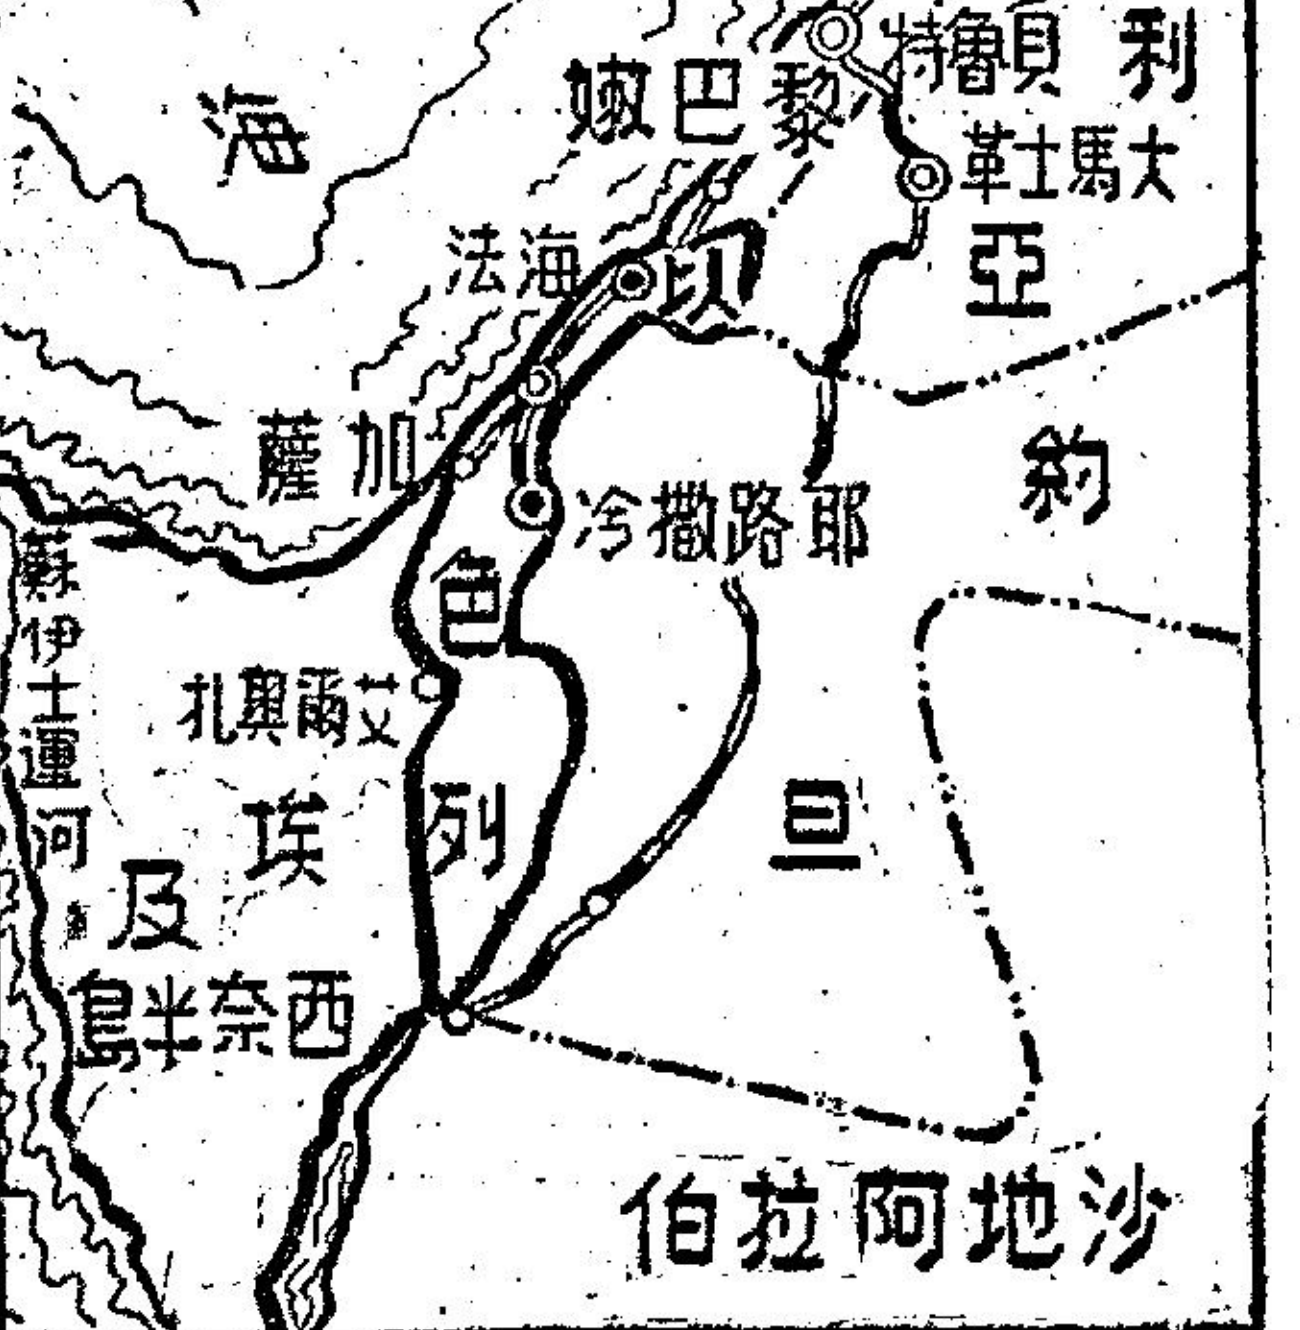 利
貝魯特
黎巴嫩
海
大馬士革
亞
海法
以
約
加薩
耶路撒冷
色
蘇伊士運河
艾爾奧扎
埃
列
旦
及
西奈半島
沙地阿拉伯